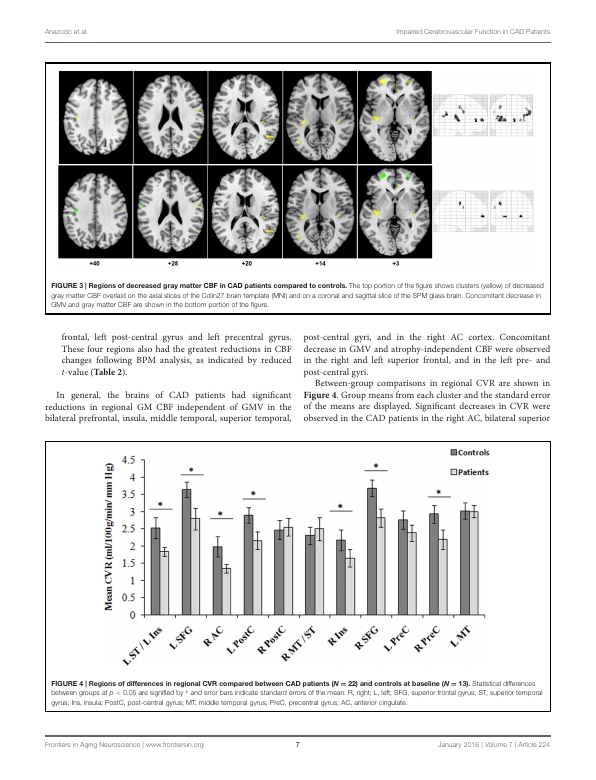 Anazodo et al.
Impaired Cerebrovascular Function in CAD Patients
+40
+28
+20
+14
+3
FIGURE 3 | Regions of decreased gray matter CBF in CAD patients compared to controls. The top portion of the figure shows clusters (yellow) of decreased
gray matter CBF overlaid on the axial slices of the Colin27 brain template (MNI) and on a coronal and sagittal slice of the SPM glass brain. Concomitant decrease in
GMV and gray matter CBF are shown in the bottom portion of the figure.
frontal, left post-central gyrus and left precentral gyrus.
These four regions also had the greatest reductions in CBF
changes following BPM analysis, as indicated by reduced
t-value (Table 2).
In general, the brains of CAD patients had significant
reductions in regional GM CBF independent of GMV in the
bilateral prefrontal, insula, middle temporal, superior temporal,
post-central gyri, and in the right AC cortex. Concomitant
decrease in GMV and atrophy-independent CBF were observed
in the right and left superior frontal, and in the left pre- and
post-central gyri.
Between-group comparisons in regional CVR are shown in
Figure 4. Group means from each cluster and the standard error
of the means are displayed. Significant decreases in CVR were
observed in the CAD patients in the right AC, bilateral superior
Controls
Patients
Mean CVR (ml/100g/min/ mm Hg)
4.5
4
3.5
3
2.5
2
1.5
1
0.5
0
*
*
*
*
*
*
*
L ST / L Ins
L SFG
R AC
L PostC
R PostC
R MT / ST
R Ins
R SFG
L PreC
R PreC
L MT
FIGURE 4 | Regions of differences in regional CVR compared between CAD patients (N = 22) and controls at baseline (N = 13). Statistical differences
between groups at p < 0.05 are signified by * and error bars indicate standard errors of the mean. R, right; L, left; SFG, superior frontal gyrus; ST, superior temporal
gyrus; Ins, insula; PostC, post-central gyrus; MT, middle temporal gyrus; PreC, precentral gyrus; AC, anterior cingulate.
Frontiers in Aging Neuroscience | www.frontiersin.org
7
January 2016 | Volume 7 | Article 224